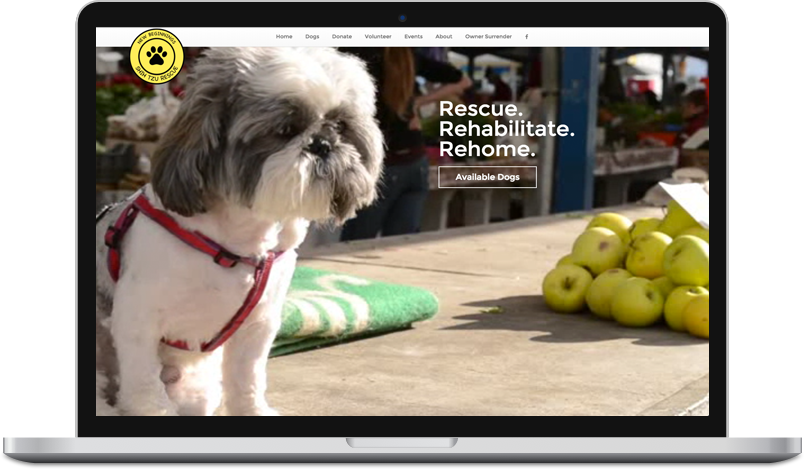 NEW BEGINNINGS
SHIH TZU RESCUE
Home Dogs Donate Volunteer Events About Owner Surrender f
Rescue.
Rehabilitate.
Rehome.
Available Dogs